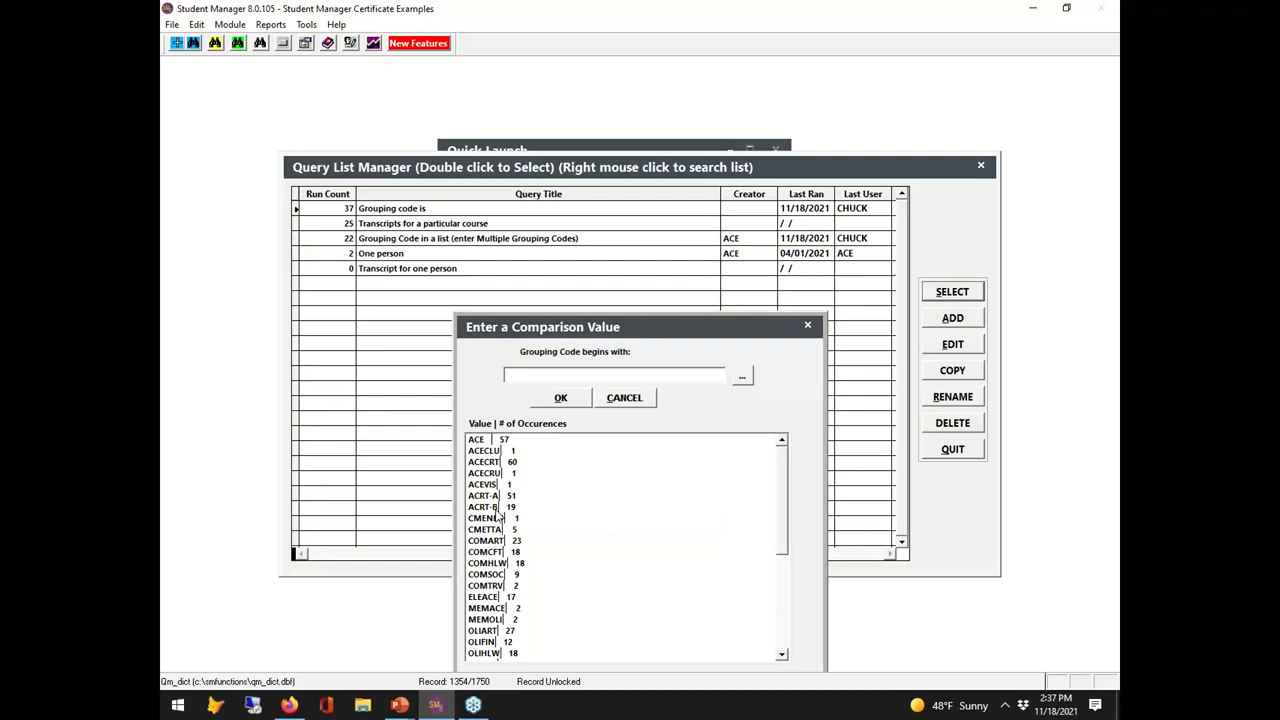 Student Manager 8.0.105 - Student Manager Certificate Examples
File Edit Module Reports Tools Help
New Features
Quick Launch
Query List Manager (Double click to Select) (Right mouse click to search list)
Run Count Query Title Creator Last Ran Last User
37 Grouping code is 11/18/2021 CHUCK
25 Transcripts for a particular course / /
22 Grouping Code in a list (enter Multiple Grouping Codes) ACE 11/18/2021 CHUCK
2 One person ACE 04/01/2021 ACE
0 Transcript for one person / /
SELECT
ADD
EDIT
COPY
RENAME
DELETE
QUIT
Enter a Comparison Value
Grouping Code begins with:
...
OK CANCEL
Value | # of Occurences
ACE | 57
ACECLU| 1
ACECRT| 60
ACECRU| 1
ACEVIS| 1
ACRT-A| 51
ACRT-B| 19
CMEND| 1
CMETTA| 5
COMART| 23
COMCFT| 18
COMHLW| 18
COMSOC| 9
COMTRV| 2
ELEACE| 17
MEMACE| 2
MEMOLI| 2
OLIART| 27
OLIFIN| 12
OLIHLW| 18
Qm_dict (c:\smfunctions\qm_dict.dbf) Record: 1354/1750 Record Unlocked
SM
48°F Sunny
2:37 PM
11/18/2021